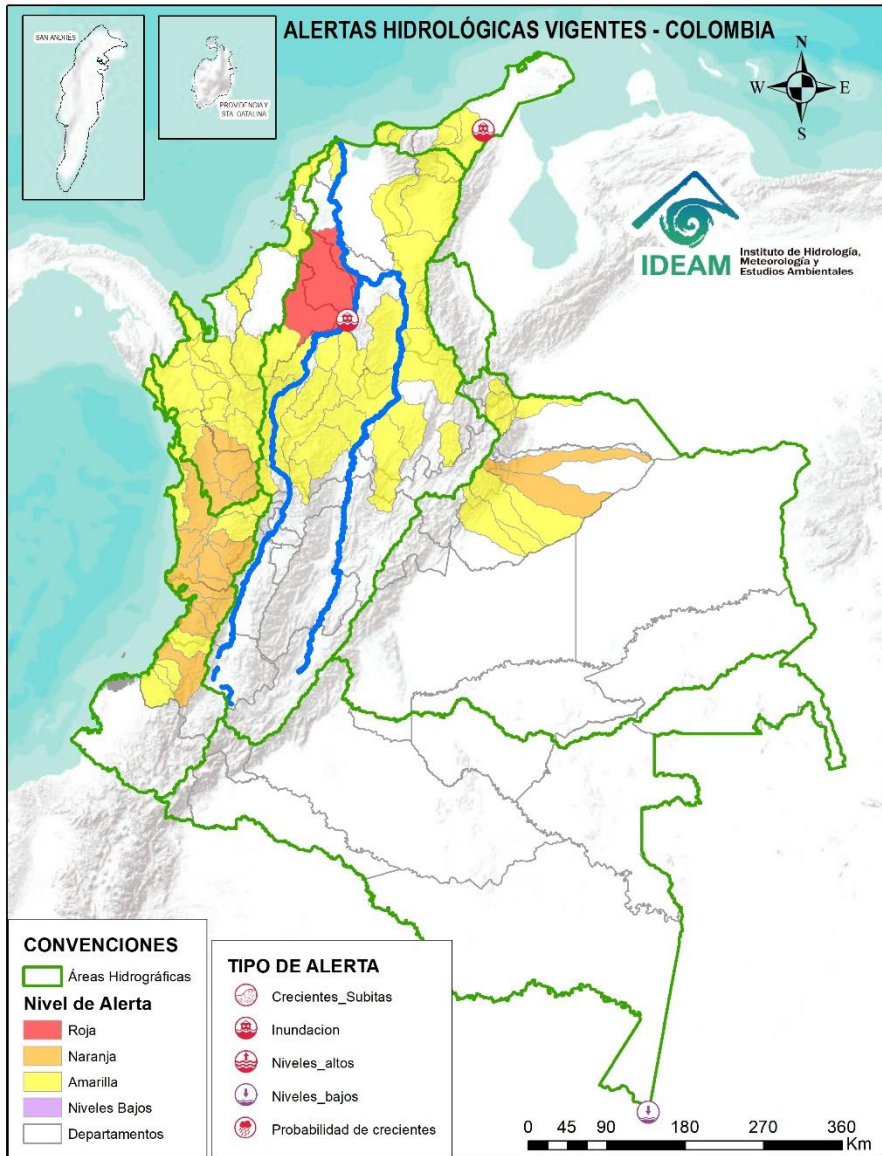 ALERTAS HIDROLÓGICAS VIGENTES - COLOMBIA
SAN ANDRÉS
PROVIDENCIA Y
STA. CATALINA
N
W
E
S
IDEAM
Instituto de Hidrología,
Meteorología y
Estudios Ambientales
CONVENCIONES
Áreas Hidrográficas
Nivel de Alerta
Roja
Naranja
Amarilla
Niveles Bajos
Departamentos
TIPO DE ALERTA
Crecientes_Subitas
Inundacion
Niveles_altos
Niveles_bajos
Probabilidad de crecientes
0 45 90 180 270 360
Km